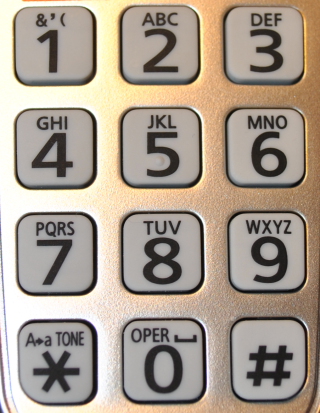 &'( ABC DEF
1 2 3
GHI JKL MNO
4 5 6
PQRS TUV WXYZ
7 8 9
A➔a TONE OPER ⎵
* 0 #